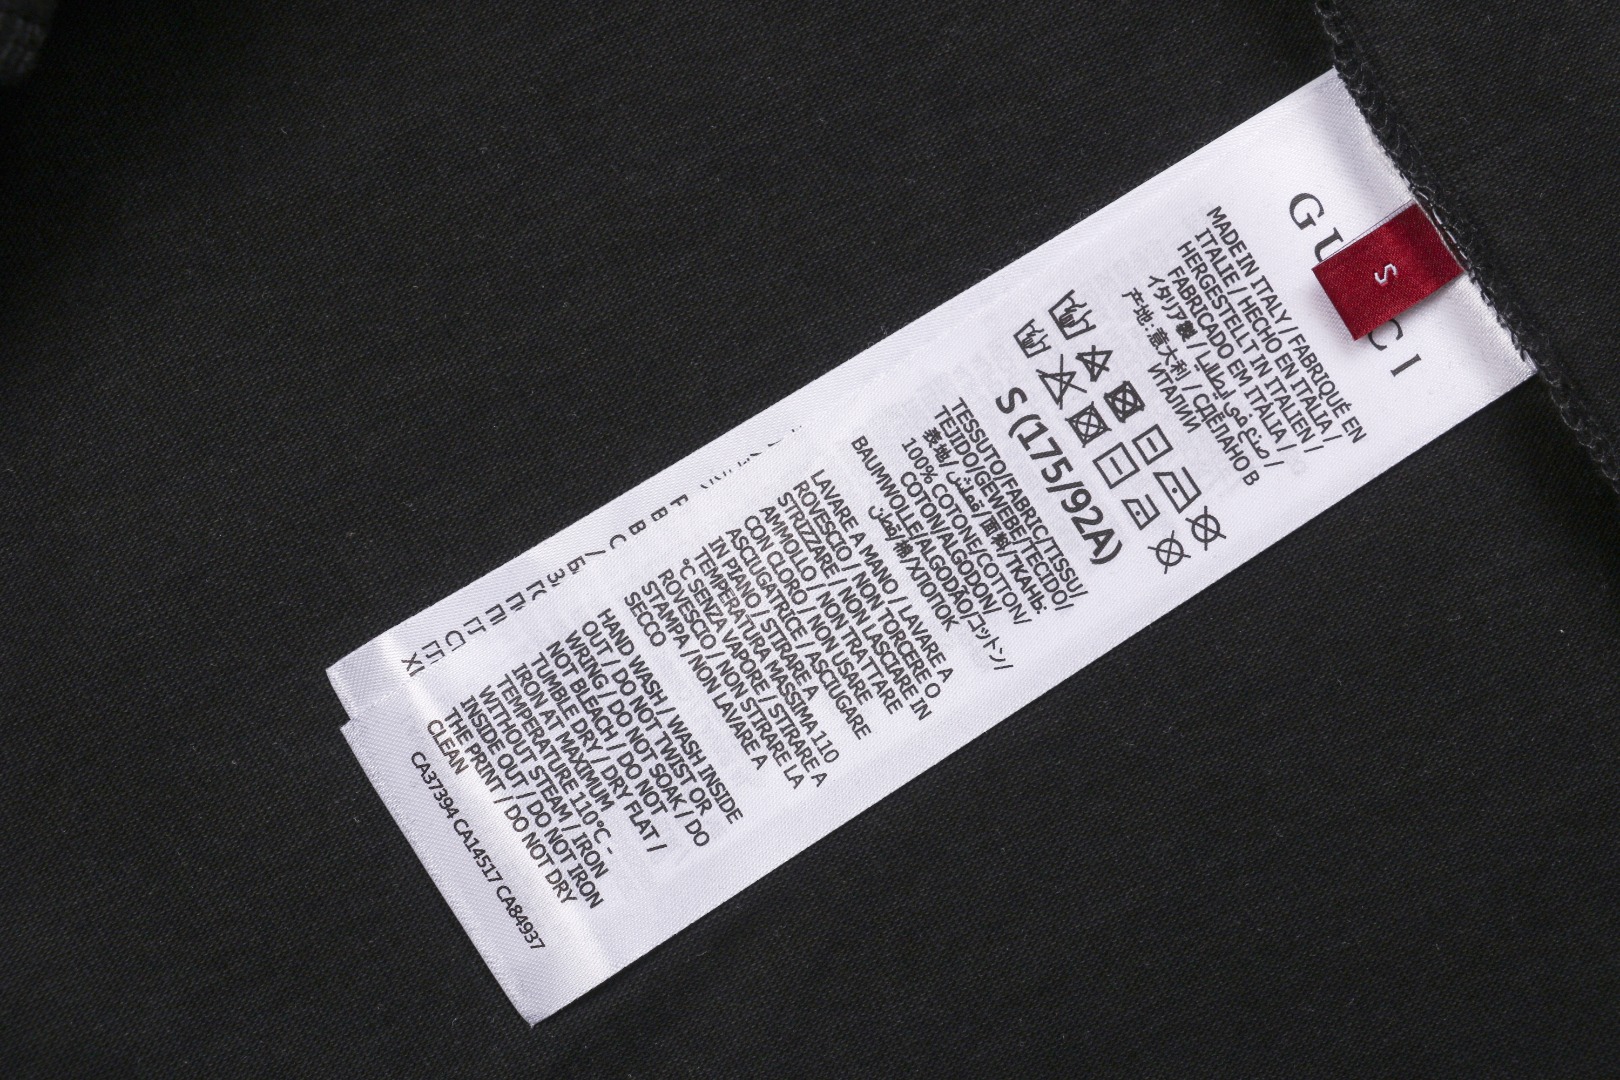 GU CI
S
MADE IN ITALY / FABRIQUÉ EN
ITALIE / HECHO EN ITALIA /
HERGESTELLT IN ITALIEN /
FABRICADO EM ITÁLIA /
イタリア製 / صنع في إيطاليا /
产地:意大利 / СДЕЛАНО В
ИТАЛИИ
S (175/92A)
TESSUTO/FABRIC/TISSU/
TEJIDO/GEWEBE/TECIDO/
表地/قماش/面料/ТКАНЬ:
100% COTONE/COTTON/
COTON/ALGODON/
BAUMWOLLE/ALGODÃO/コットン/
قطن/棉/ХЛОПОК
LAVARE A MANO / LAVARE A
ROVESCIO / NON TORCERE O
STRIZZARE / NON LASCIARE IN
AMMOLLO / NON TRATTARE
CON CLORO / NON USARE
ASCIUGATRICE / ASCIUGARE
IN PIANO / STIRARE A
TEMPERATURA MASSIMA 110
°C SENZA VAPORE / STIRARE A
ROVESCIO / NON STIRARE LA
STAMPA / NON LAVARE A
SECCO
HAND WASH / WASH INSIDE
OUT / DO NOT TWIST OR
WRING / DO NOT SOAK / DO
NOT BLEACH / DO NOT
TUMBLE DRY / DRY FLAT /
IRON AT MAXIMUM
TEMPERATURE 110°C -
WITHOUT STEAM / IRON
INSIDE OUT / DO NOT IRON
THE PRINT / DO NOT DRY
CLEAN
CA37394 CA14517 CA84937